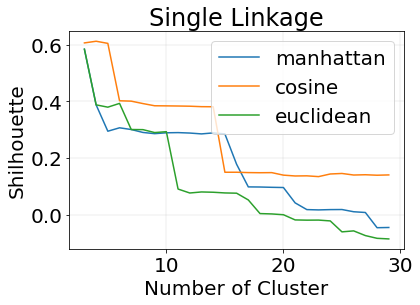 Single Linkage
manhattan
cosine
euclidean
Shilhouette
0.6
0.4
0.2
0.0
10
20
30
Number of Cluster